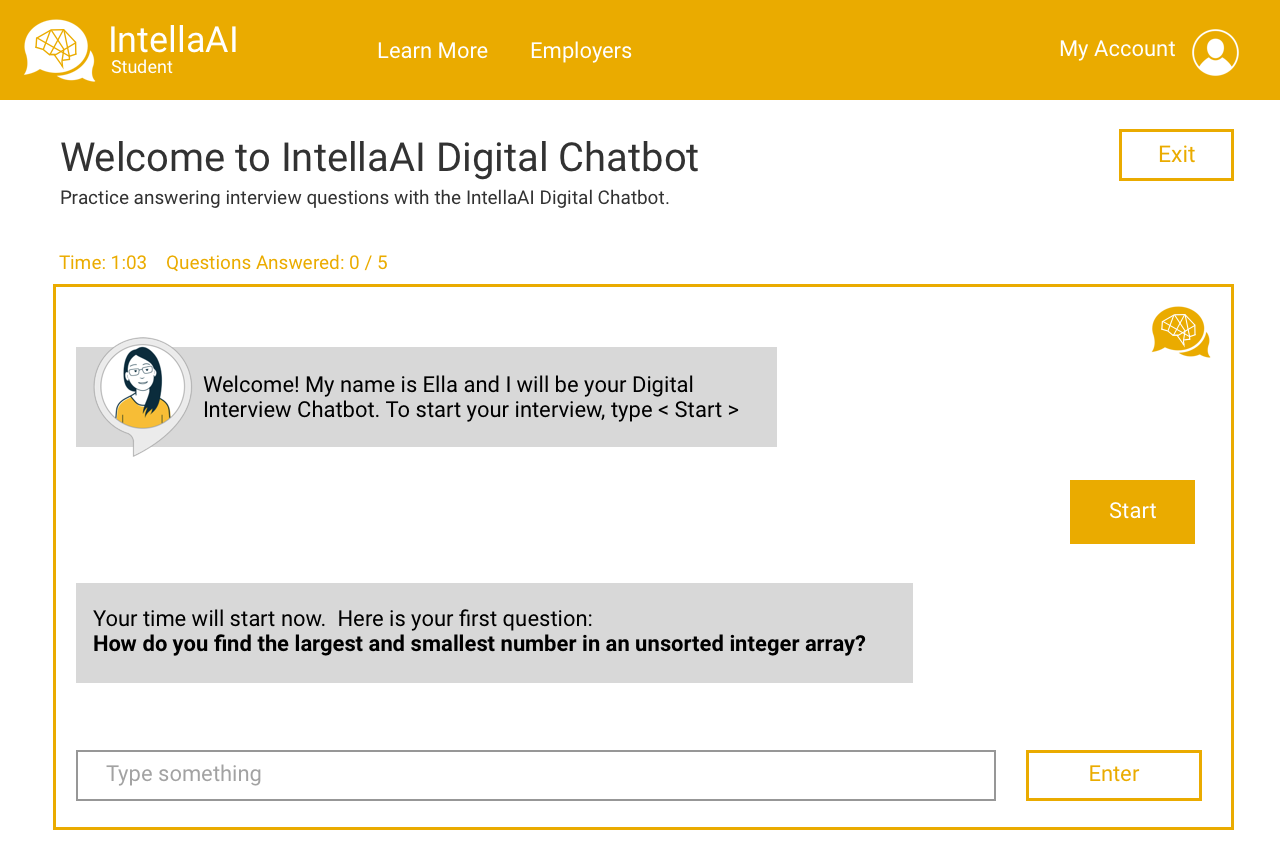 IntellaAI
Student
Learn More
Employers
My Account
Welcome to IntellaAI Digital Chatbot
Exit
Practice answering interview questions with the IntellaAI Digital Chatbot.
Time: 1:03 Questions Answered: 0 / 5
Welcome! My name is Ella and I will be your Digital
Interview Chatbot. To start your interview, type < Start >
Start
Your time will start now. Here is your first question:
How do you find the largest and smallest number in an unsorted integer array?
Type something
Enter